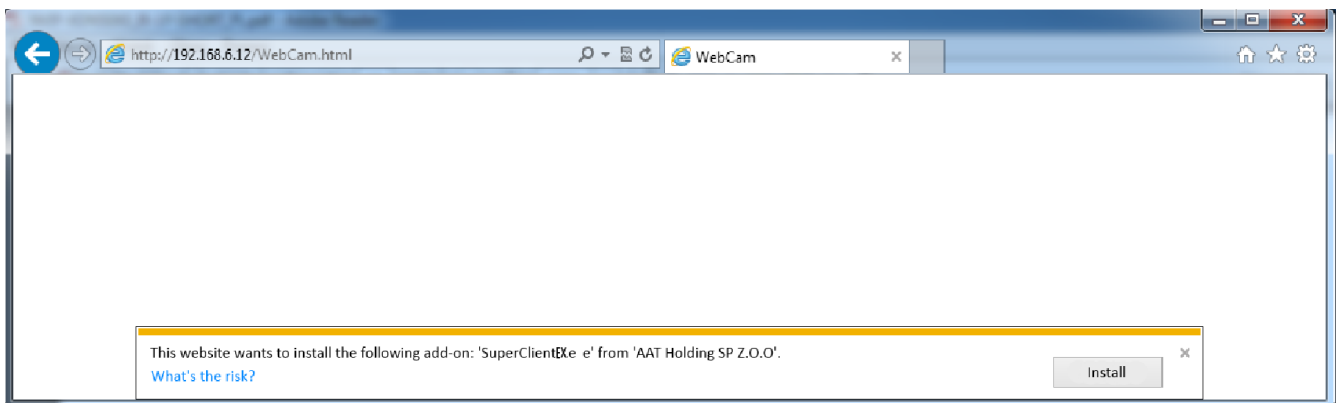 http://192.168.6.12/WebCam.html
WebCam
This website wants to install the following add-on: 'SuperClientEXe e' from 'AAT Holding SP Z.O.O'.
What's the risk?
Install